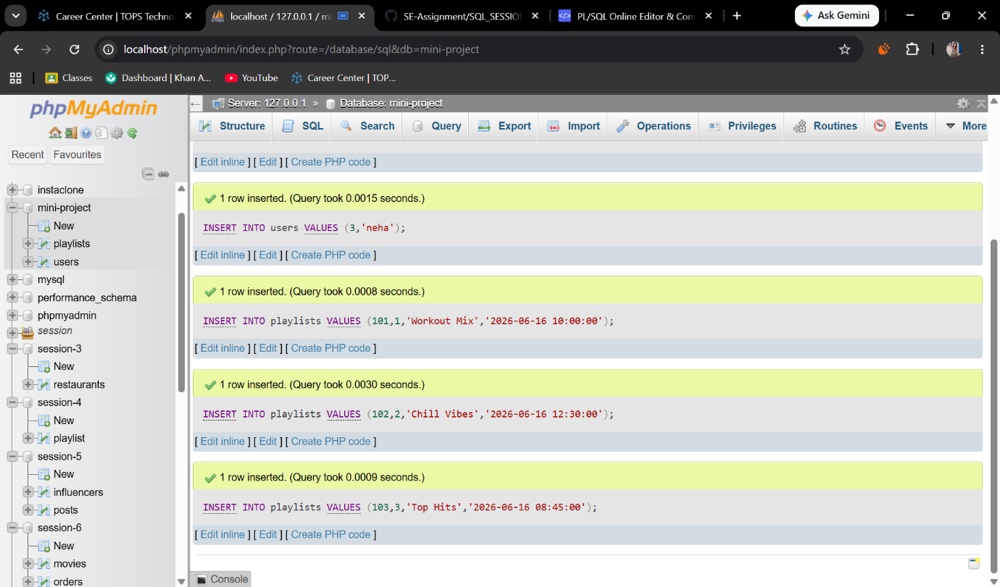 Career Center | TOPS Techno
localhost / 127.0.0.1 / mi
SE-Assignment/SQL_SESSIO
PL/SQL Online Editor & Com
Ask Gemini
localhost/phpmyadmin/index.php?route=/database/sql&db=mini-project
Classes
Dashboard | Khan A...
YouTube
Career Center | TOP...
phpMyAdmin
Recent
Favourites
instaclone
mini-project
New
playlists
users
mysql
performance_schema
phpmyadmin
session
session-3
New
restaurants
session-4
New
playlist
session-5
New
influencers
posts
session-6
New
movies
orders
Server: 127.0.0.1 » Database: mini-project
Structure
SQL
Search
Query
Export
Import
Operations
Privileges
Routines
Events
More
[ Edit inline ] [ Edit ] [ Create PHP code ]
1 row inserted. (Query took 0.0015 seconds.)
INSERT INTO users VALUES (3,'neha');
[ Edit inline ] [ Edit ] [ Create PHP code ]
1 row inserted. (Query took 0.0008 seconds.)
INSERT INTO playlists VALUES (101,1,'Workout Mix','2026-06-16 10:00:00');
[ Edit inline ] [ Edit ] [ Create PHP code ]
1 row inserted. (Query took 0.0030 seconds.)
INSERT INTO playlists VALUES (102,2,'Chill Vibes','2026-06-16 12:30:00');
[ Edit inline ] [ Edit ] [ Create PHP code ]
1 row inserted. (Query took 0.0009 seconds.)
INSERT INTO playlists VALUES (103,3,'Top Hits','2026-06-16 08:45:00');
[ Edit inline ] [ Edit ] [ Create PHP code ]
Console